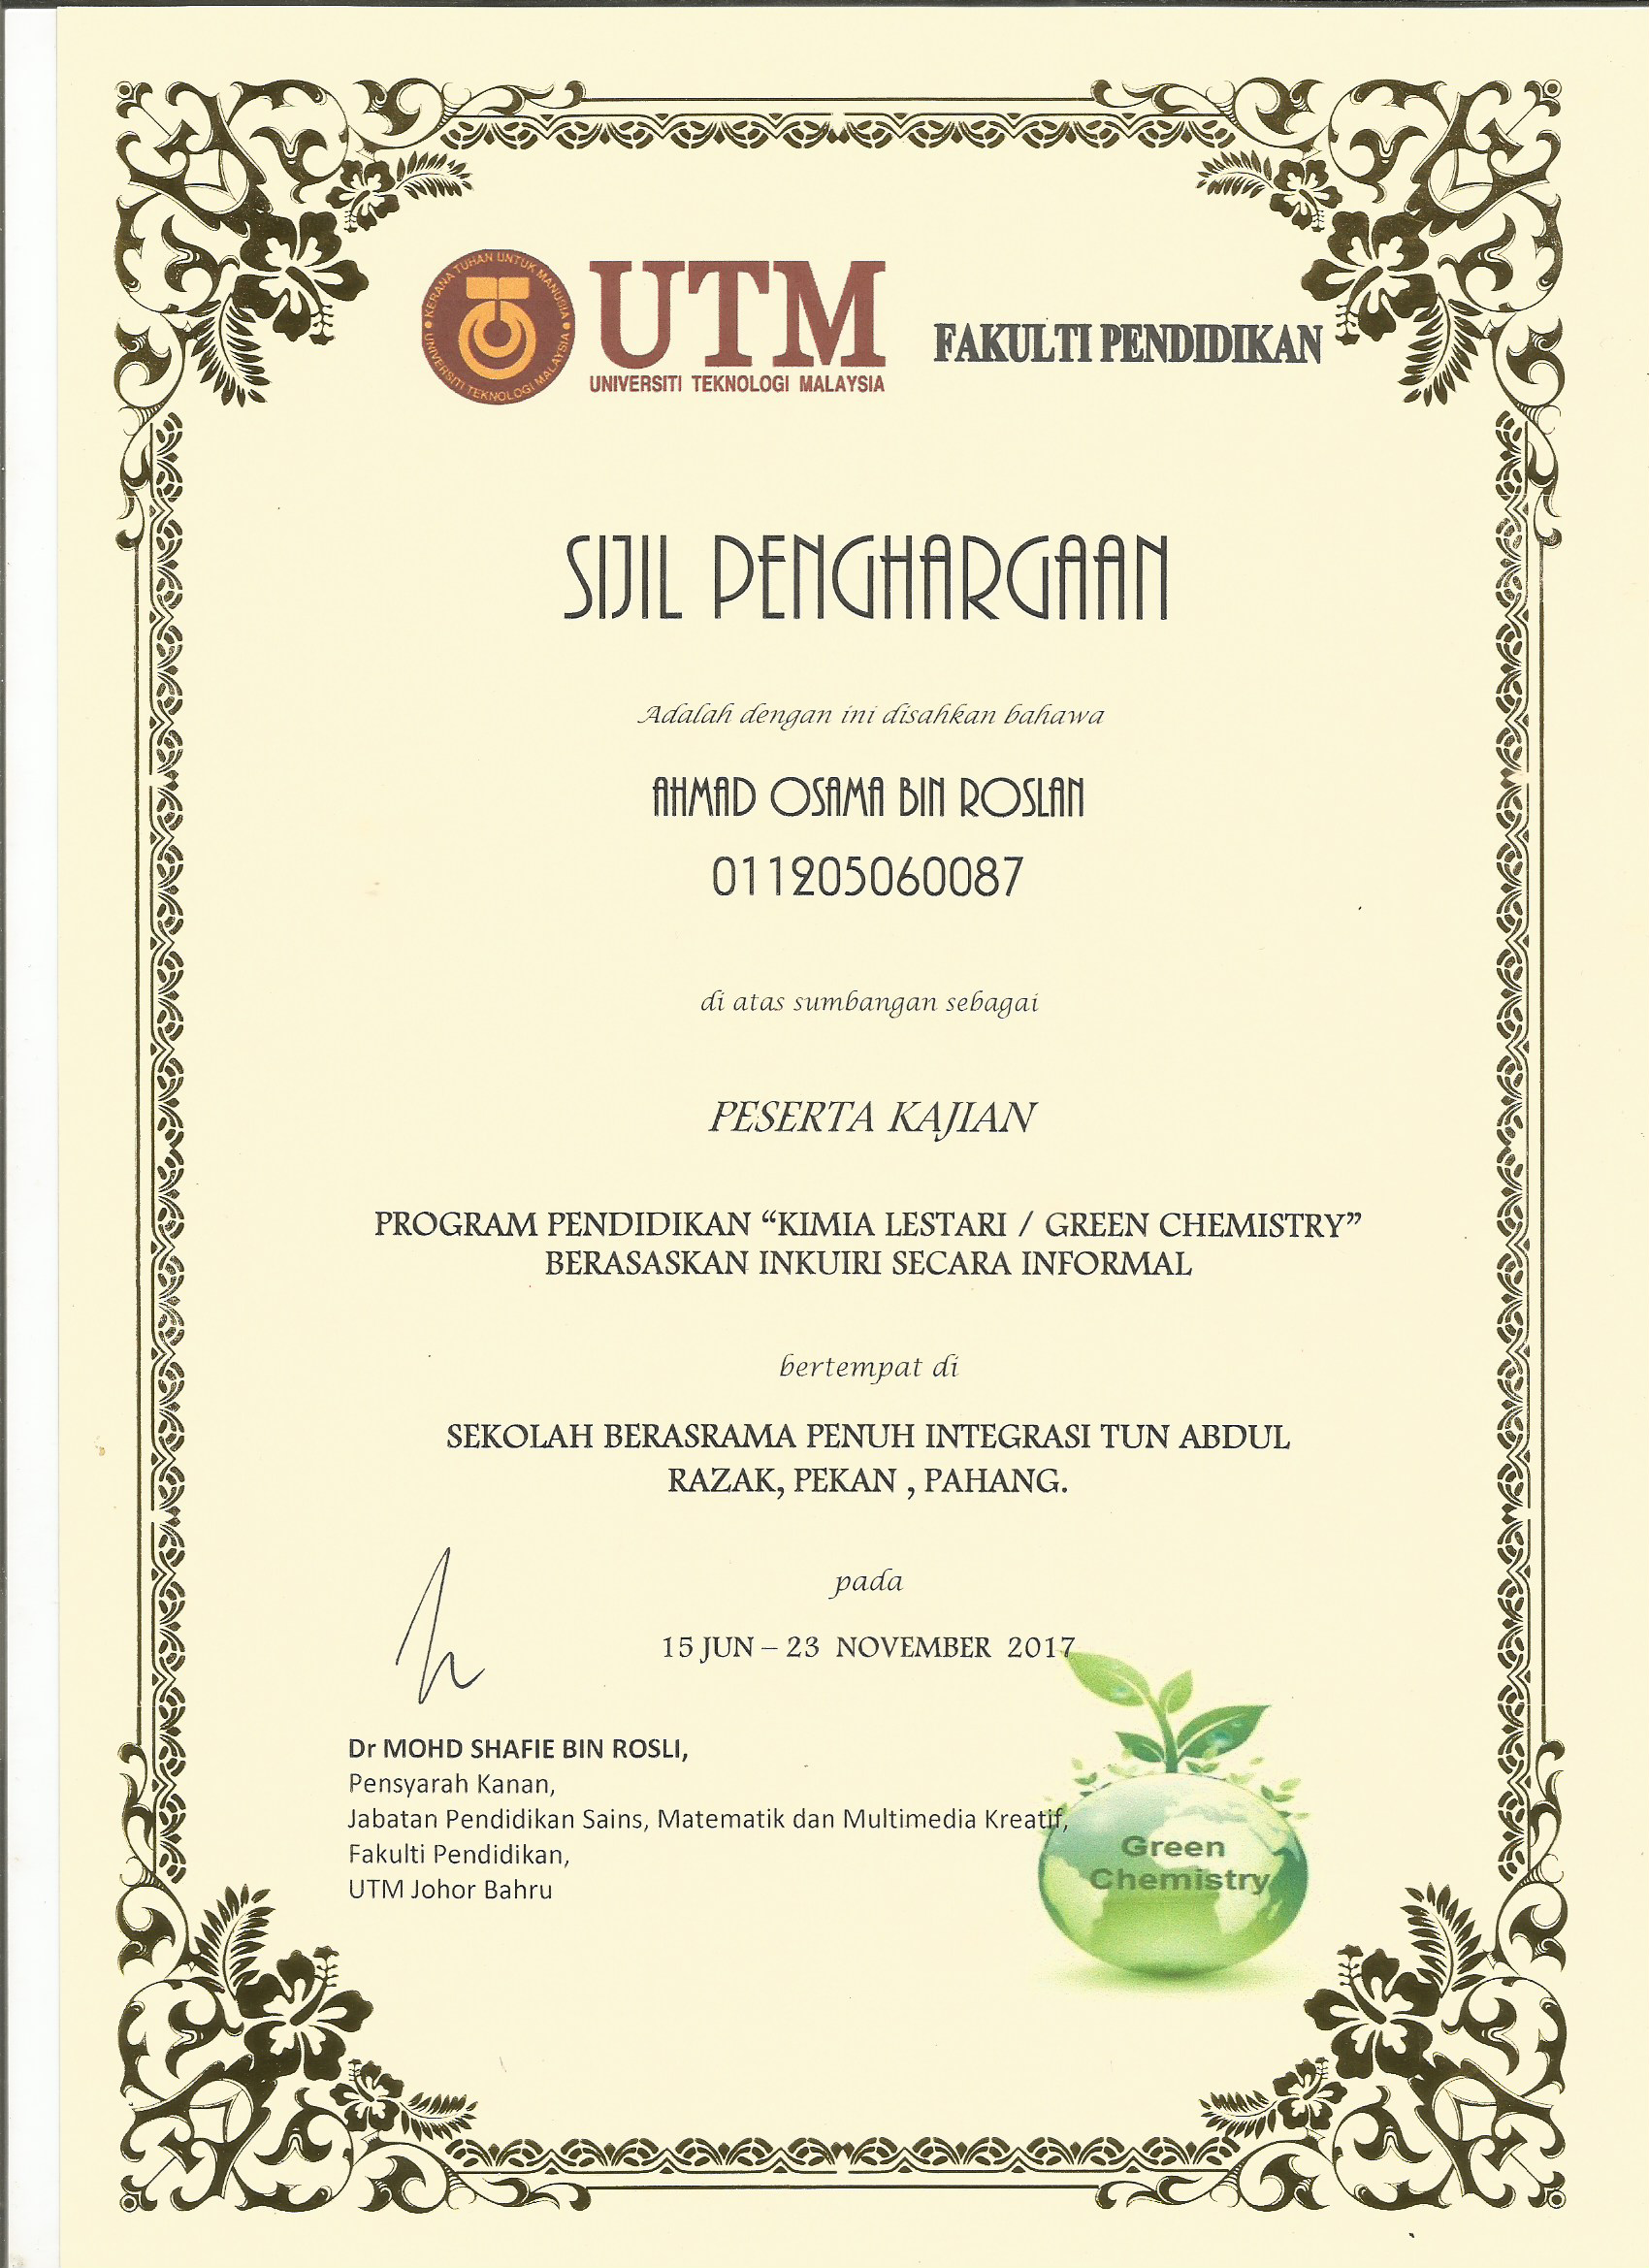 KERANA TUHAN UNTUK MANUSIA
UNIVERSITI TEKNOLOGI MALAYSIA
UTM
UNIVERSITI TEKNOLOGI MALAYSIA
FAKULTI PENDIDIKAN
SIJIL PENGHARGAAN
Adalah dengan ini disahkan bahawa
AHMAD OSAMA BIN ROSLAN
011205060087
di atas sumbangan sebagai
PESERTA KAJIAN
PROGRAM PENDIDIKAN “KIMIA LESTARI / GREEN CHEMISTRY”
BERASASKAN INKUIRI SECARA INFORMAL
bertempat di
SEKOLAH BERASRAMA PENUH INTEGRASI TUN ABDUL
RAZAK, PEKAN , PAHANG.
pada
15 JUN – 23 NOVEMBER 2017
Dr MOHD SHAFIE BIN ROSLI,
Pensyarah Kanan,
Jabatan Pendidikan Sains, Matematik dan Multimedia Kreatif,
Fakulti Pendidikan,
UTM Johor Bahru
Green
Chemistry